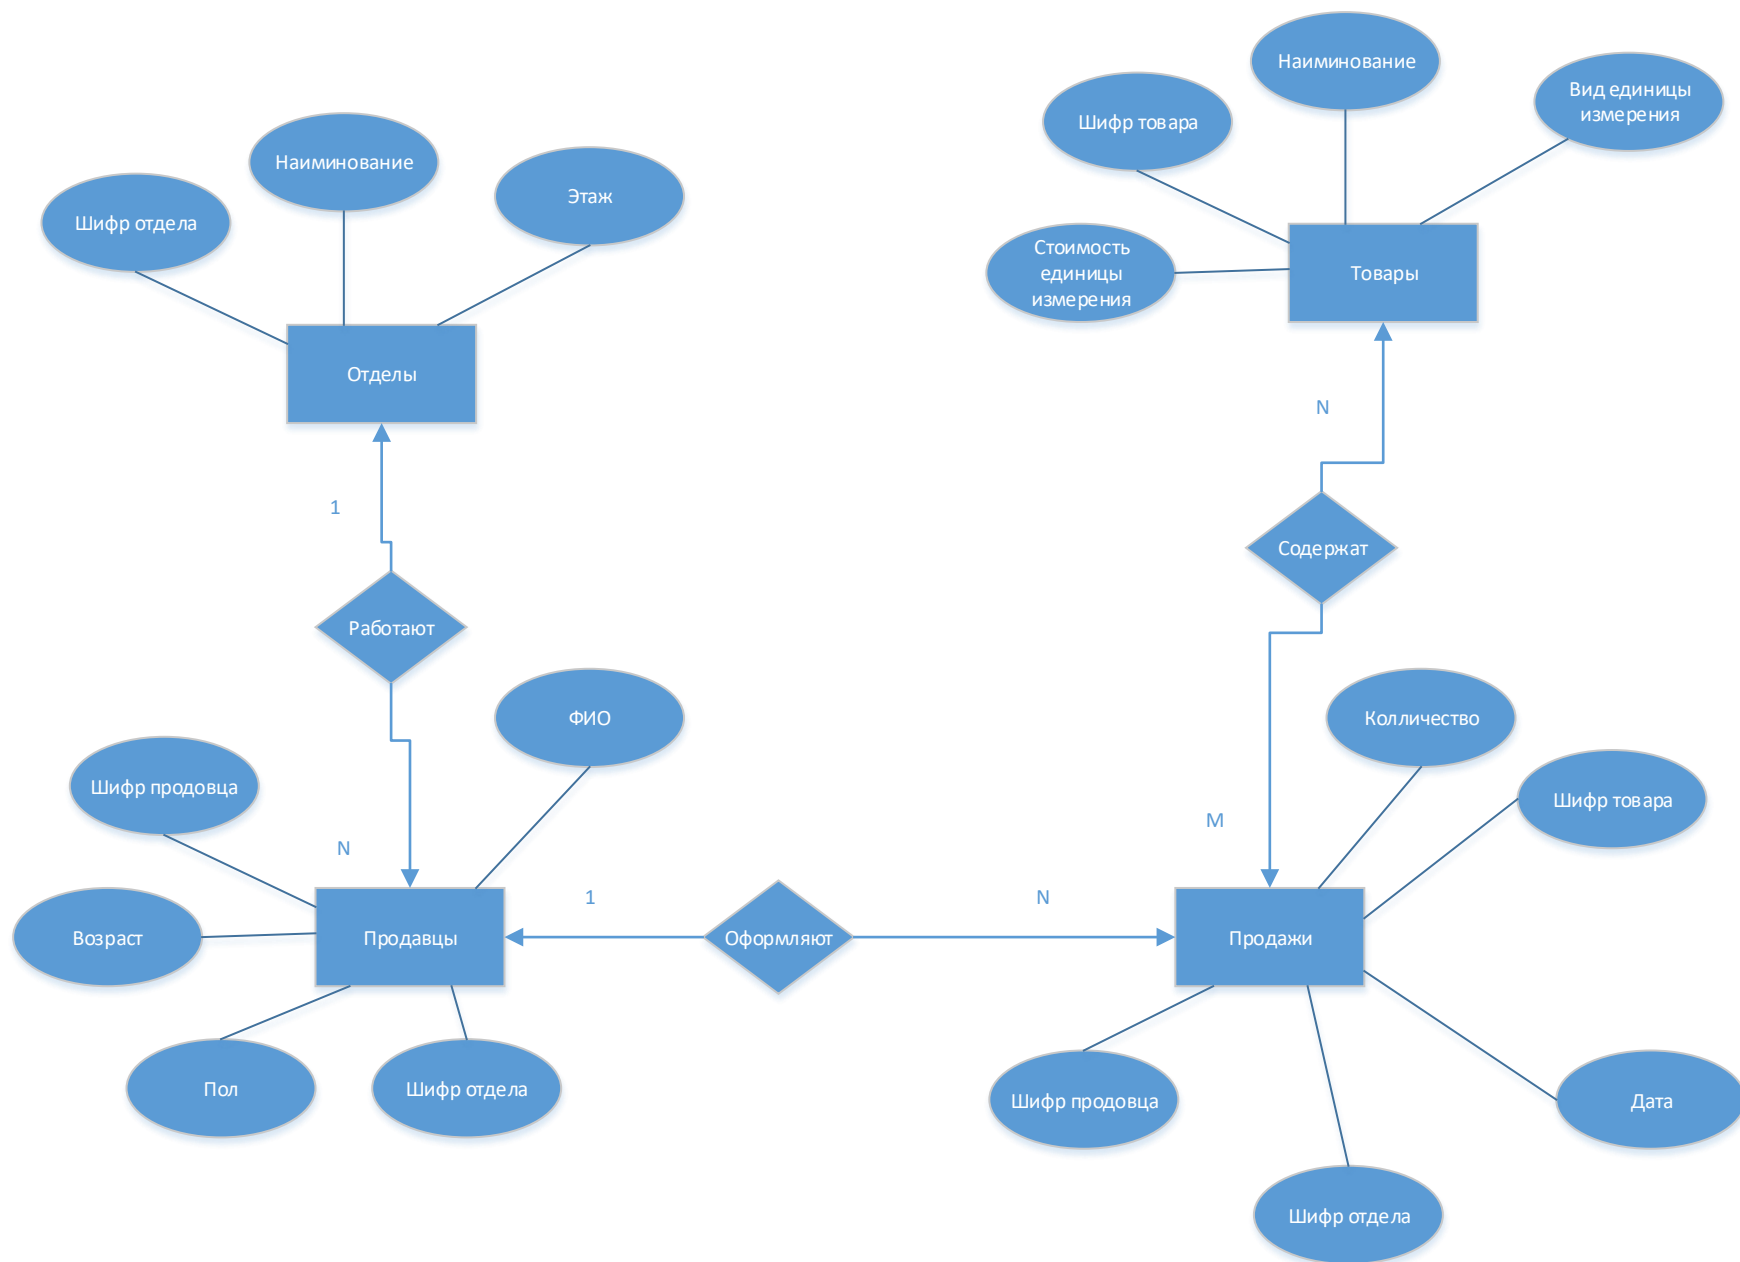 Наиминование
Вид единицы
измерения
Шифр товара
Наиминование
Этаж
Шифр отдела
Стоимость
единицы
измерения
Товары
Отделы
N
1
Содержат
Работают
ФИО
Колличество
Шифр продовца
Шифр товара
M
N
1
N
Возраст
Продавцы
Оформляют
Продажи
Пол
Шифр отдела
Шифр продовца
Дата
Шифр отдела